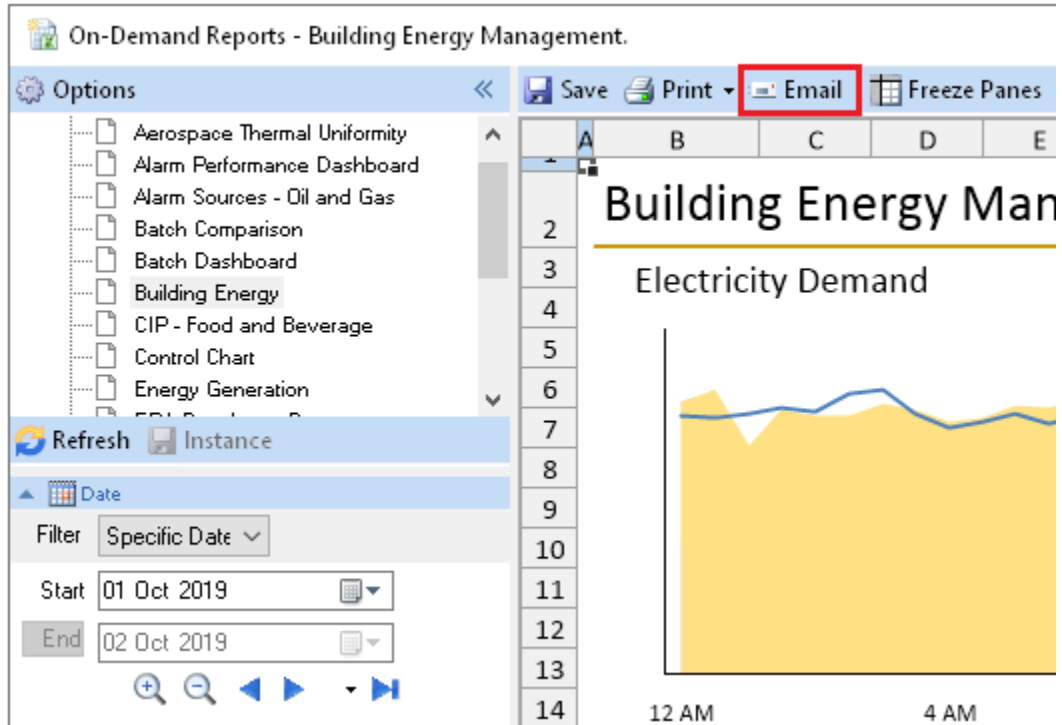 On-Demand Reports - Building Energy Management.
Options
Aerospace Thermal Uniformity
Alarm Performance Dashboard
Alarm Sources - Oil and Gas
Batch Comparison
Batch Dashboard
Building Energy
CIP - Food and Beverage
Control Chart
Energy Generation
Refresh Instance
Date
Filter Specific Date
Start 01 Oct 2019
End 02 Oct 2019
Save Print Email Freeze Panes
A B C D E
1
2
3
4
5
6
7
8
9
10
11
12
13
14
Building Energy Man
Electricity Demand
12 AM 4 AM